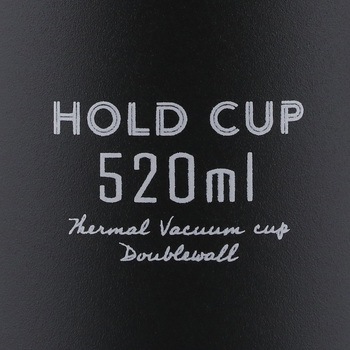 HOLD CUP
520ml
Thermal Vacuum cup
Doublewall